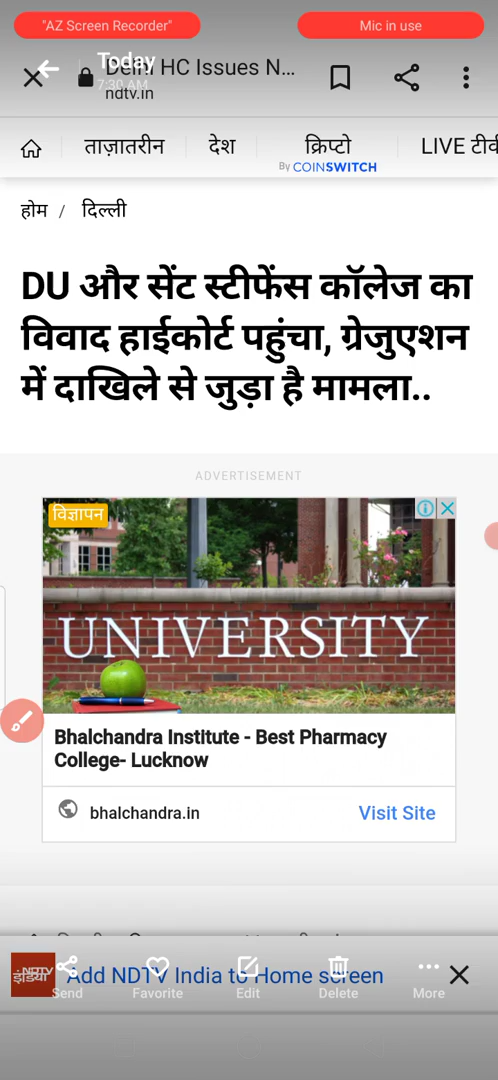 "AZ Screen Recorder"
Mic in use
Today
7:30 AM
Delhi HC Issues N...
ndtv.in
ताज़ातरीन
देश
क्रिप्टो
LIVE टीवी
By COINSWITCH
होम / दिल्ली
DU और सेंट स्टीफेंस कॉलेज का
विवाद हाईकोर्ट पहुंचा, ग्रेजुएशन
में दाखिले से जुड़ा है मामला..
ADVERTISEMENT
विज्ञापन
UNIVERSITY
Bhalchandra Institute - Best Pharmacy
College- Lucknow
bhalchandra.in
Visit Site
NDTV
इंडिया
Add NDTV India to Home screen
Send
Favorite
Edit
Delete
More